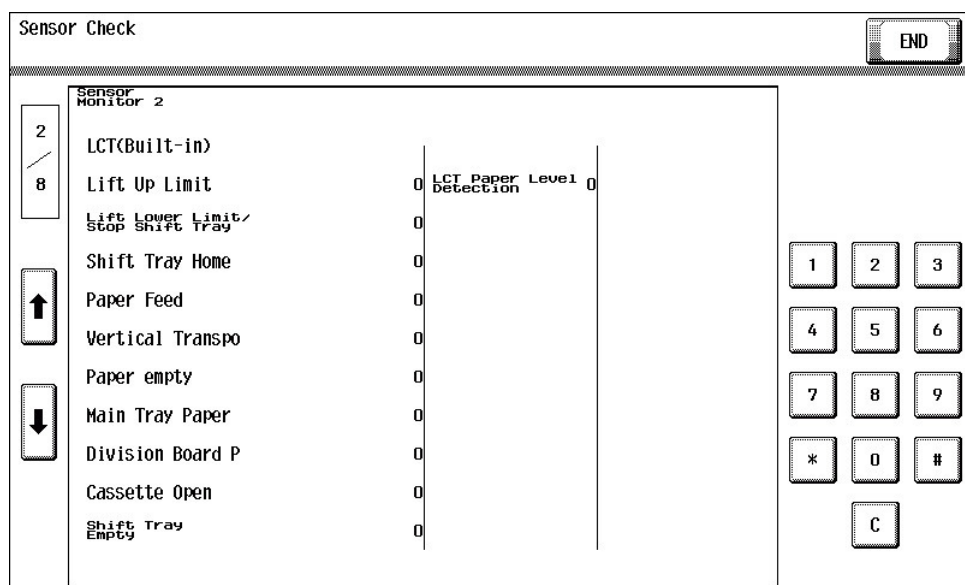 Sensor Check
END
Sensor
Monitor 2
2
/
8
LCT(Built-in)
Lift Up Limit 0
LCT Paper Level
Detection 0
Lift Lower Limit/
Stop Shift Tray 0
Shift Tray Home 0
Paper Feed 0
Vertical Transpo 0
Paper empty 0
Main Tray Paper 0
Division Board P 0
Cassette Open 0
Shift Tray
Empty 0
1 2 3
4 5 6
7 8 9
* 0 #
C